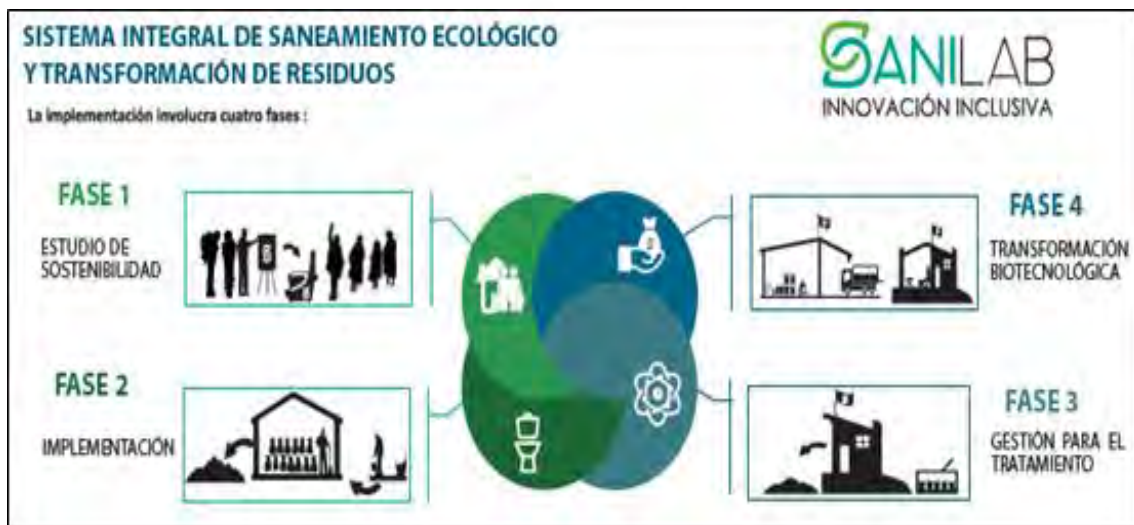 SISTEMA INTEGRAL DE SANEAMIENTO ECOLÓGICO
Y TRANSFORMACIÓN DE RESIDUOS
La implementación involucra cuatro fases :
SANILAB
INNOVACIÓN INCLUSIVA
FASE 1
ESTUDIO DE
SOSTENIBILIDAD
FASE 2
IMPLEMENTACIÓN
FASE 4
TRANSFORMACIÓN
BIOTECNOLÓGICA
FASE 3
GESTIÓN PARA EL
TRATAMIENTO